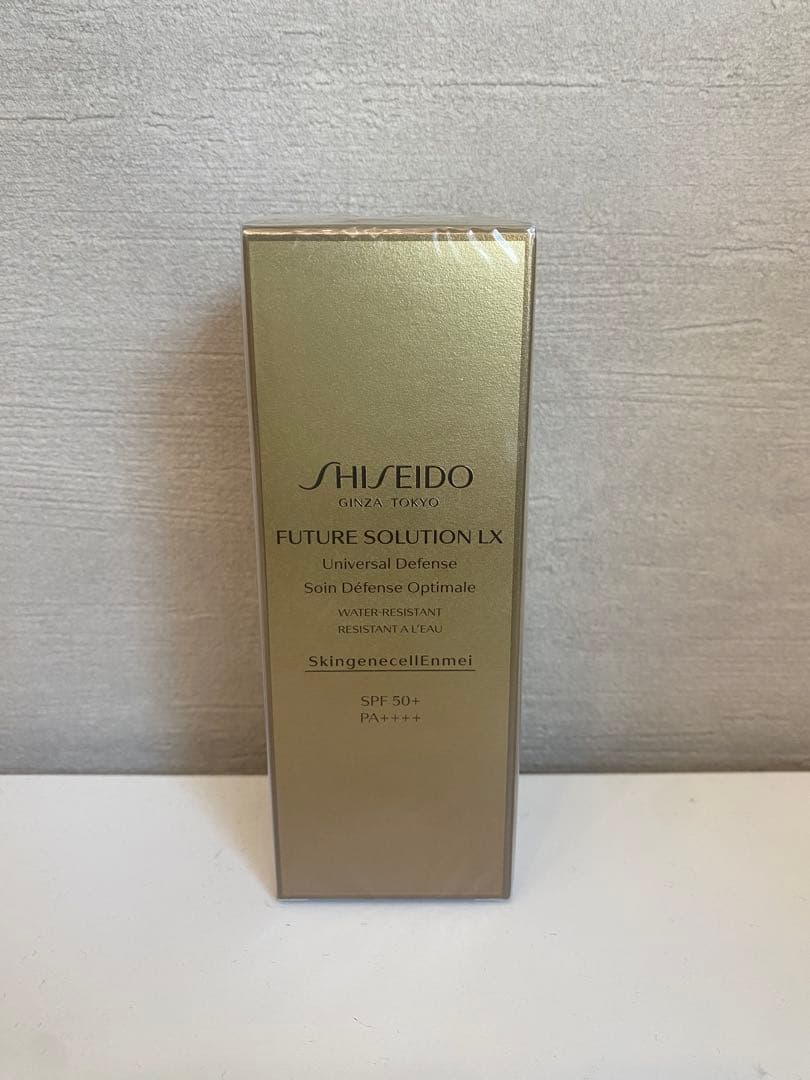 SHISEIDO
GINZA TOKYO
FUTURE SOLUTION LX
Universal Defense
Soin Défense Optimale
WATER-RESISTANT
RESISTANT A L'EAU
SkingenecellEnmei
SPF 50+
PA++++